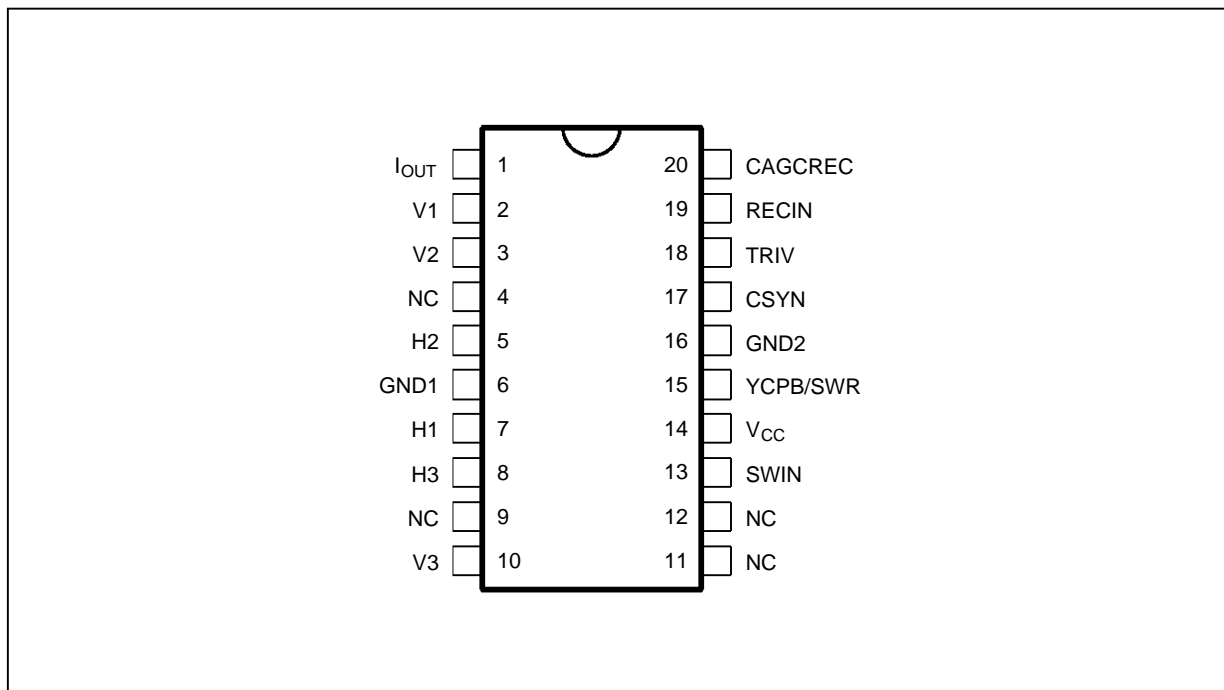 I_OUT 1 20 CAGCREC
V1 2 19 RECIN
V2 3 18 TRIV
NC 4 17 CSYN
H2 5 16 GND2
GND1 6 15 YCPB/SWR
H1 7 14 V_CC
H3 8 13 SWIN
NC 9 12 NC
V3 10 11 NC